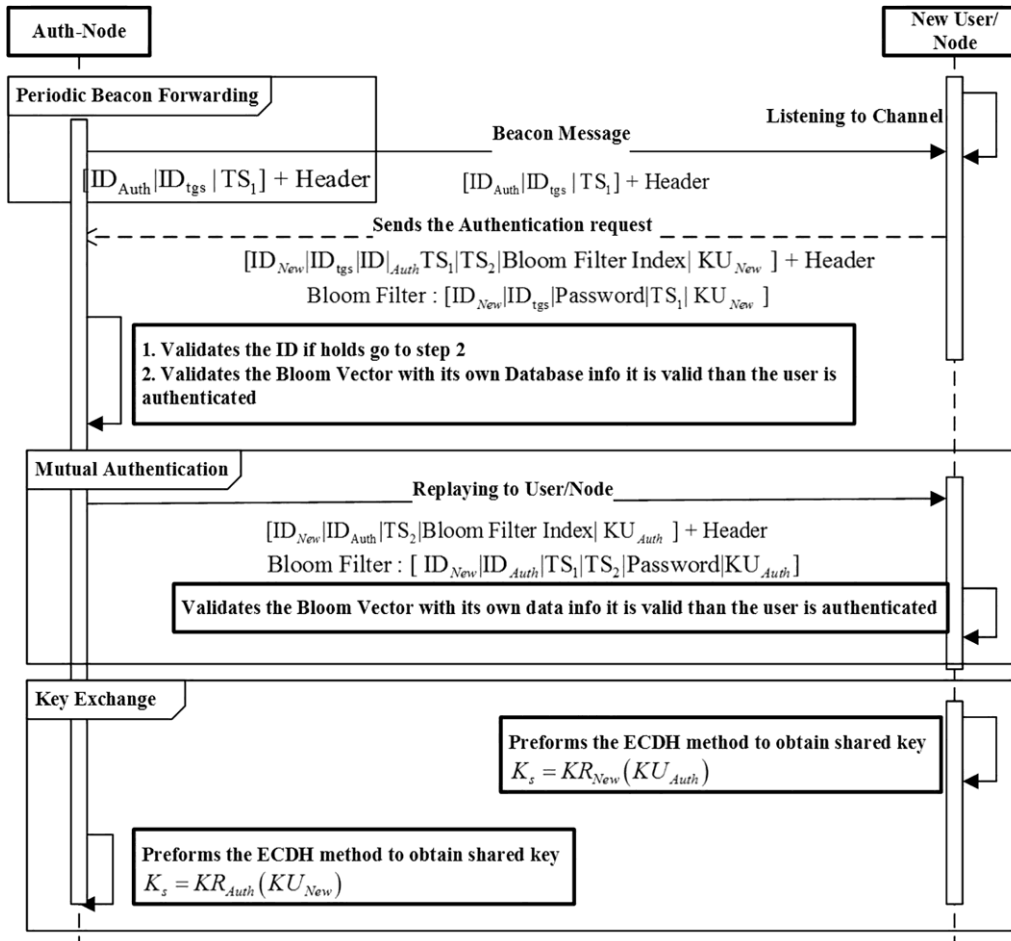 Auth-Node
New User/
Node
Periodic Beacon Forwarding
Listening to Channel
Beacon Message
[ID_Auth|ID_tgs | TS_1] + Header
[ID_Auth|ID_tgs | TS_1] + Header
Sends the Authentication request
[ID_New|ID_tgs|ID|_Auth TS_1|TS_2|Bloom Filter Index| KU_New ] + Header
Bloom Filter : [ID_New|ID_tgs|Password|TS_1| KU_New ]
1. Validates the ID if holds go to step 2
2. Validates the Bloom Vector with its own Database info it is valid than the user is
authenticated
Mutual Authentication
Replaying to User/Node
[ID_New|ID_Auth|TS_2|Bloom Filter Index| KU_Auth ] + Header
Bloom Filter : [ ID_New|ID_Auth|TS_1|TS_2|Password|KU_Auth]
Validates the Bloom Vector with its own data info it is valid than the user is authenticated
Key Exchange
Preforms the ECDH method to obtain shared key
K_s = KR_New(KU_Auth)
Preforms the ECDH method to obtain shared key
K_s = KR_Auth(KU_New)